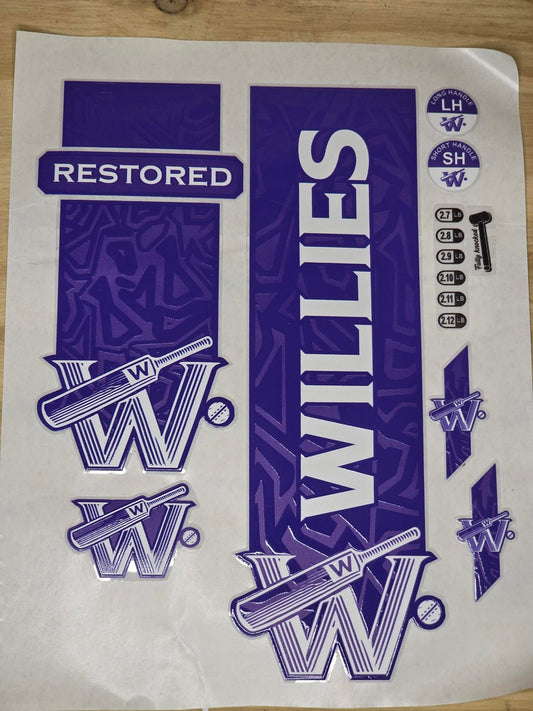 RESTORED
W
W
W
W
WILLIES
W
W
LONG HANDLE
LH
W
SHORT HANDLE
SH
W
2.7 LB
2.8 LB
2.9 LB
2.10 LB
2.11 LB
2.12 LB
Fully knocked
W
W
W
W